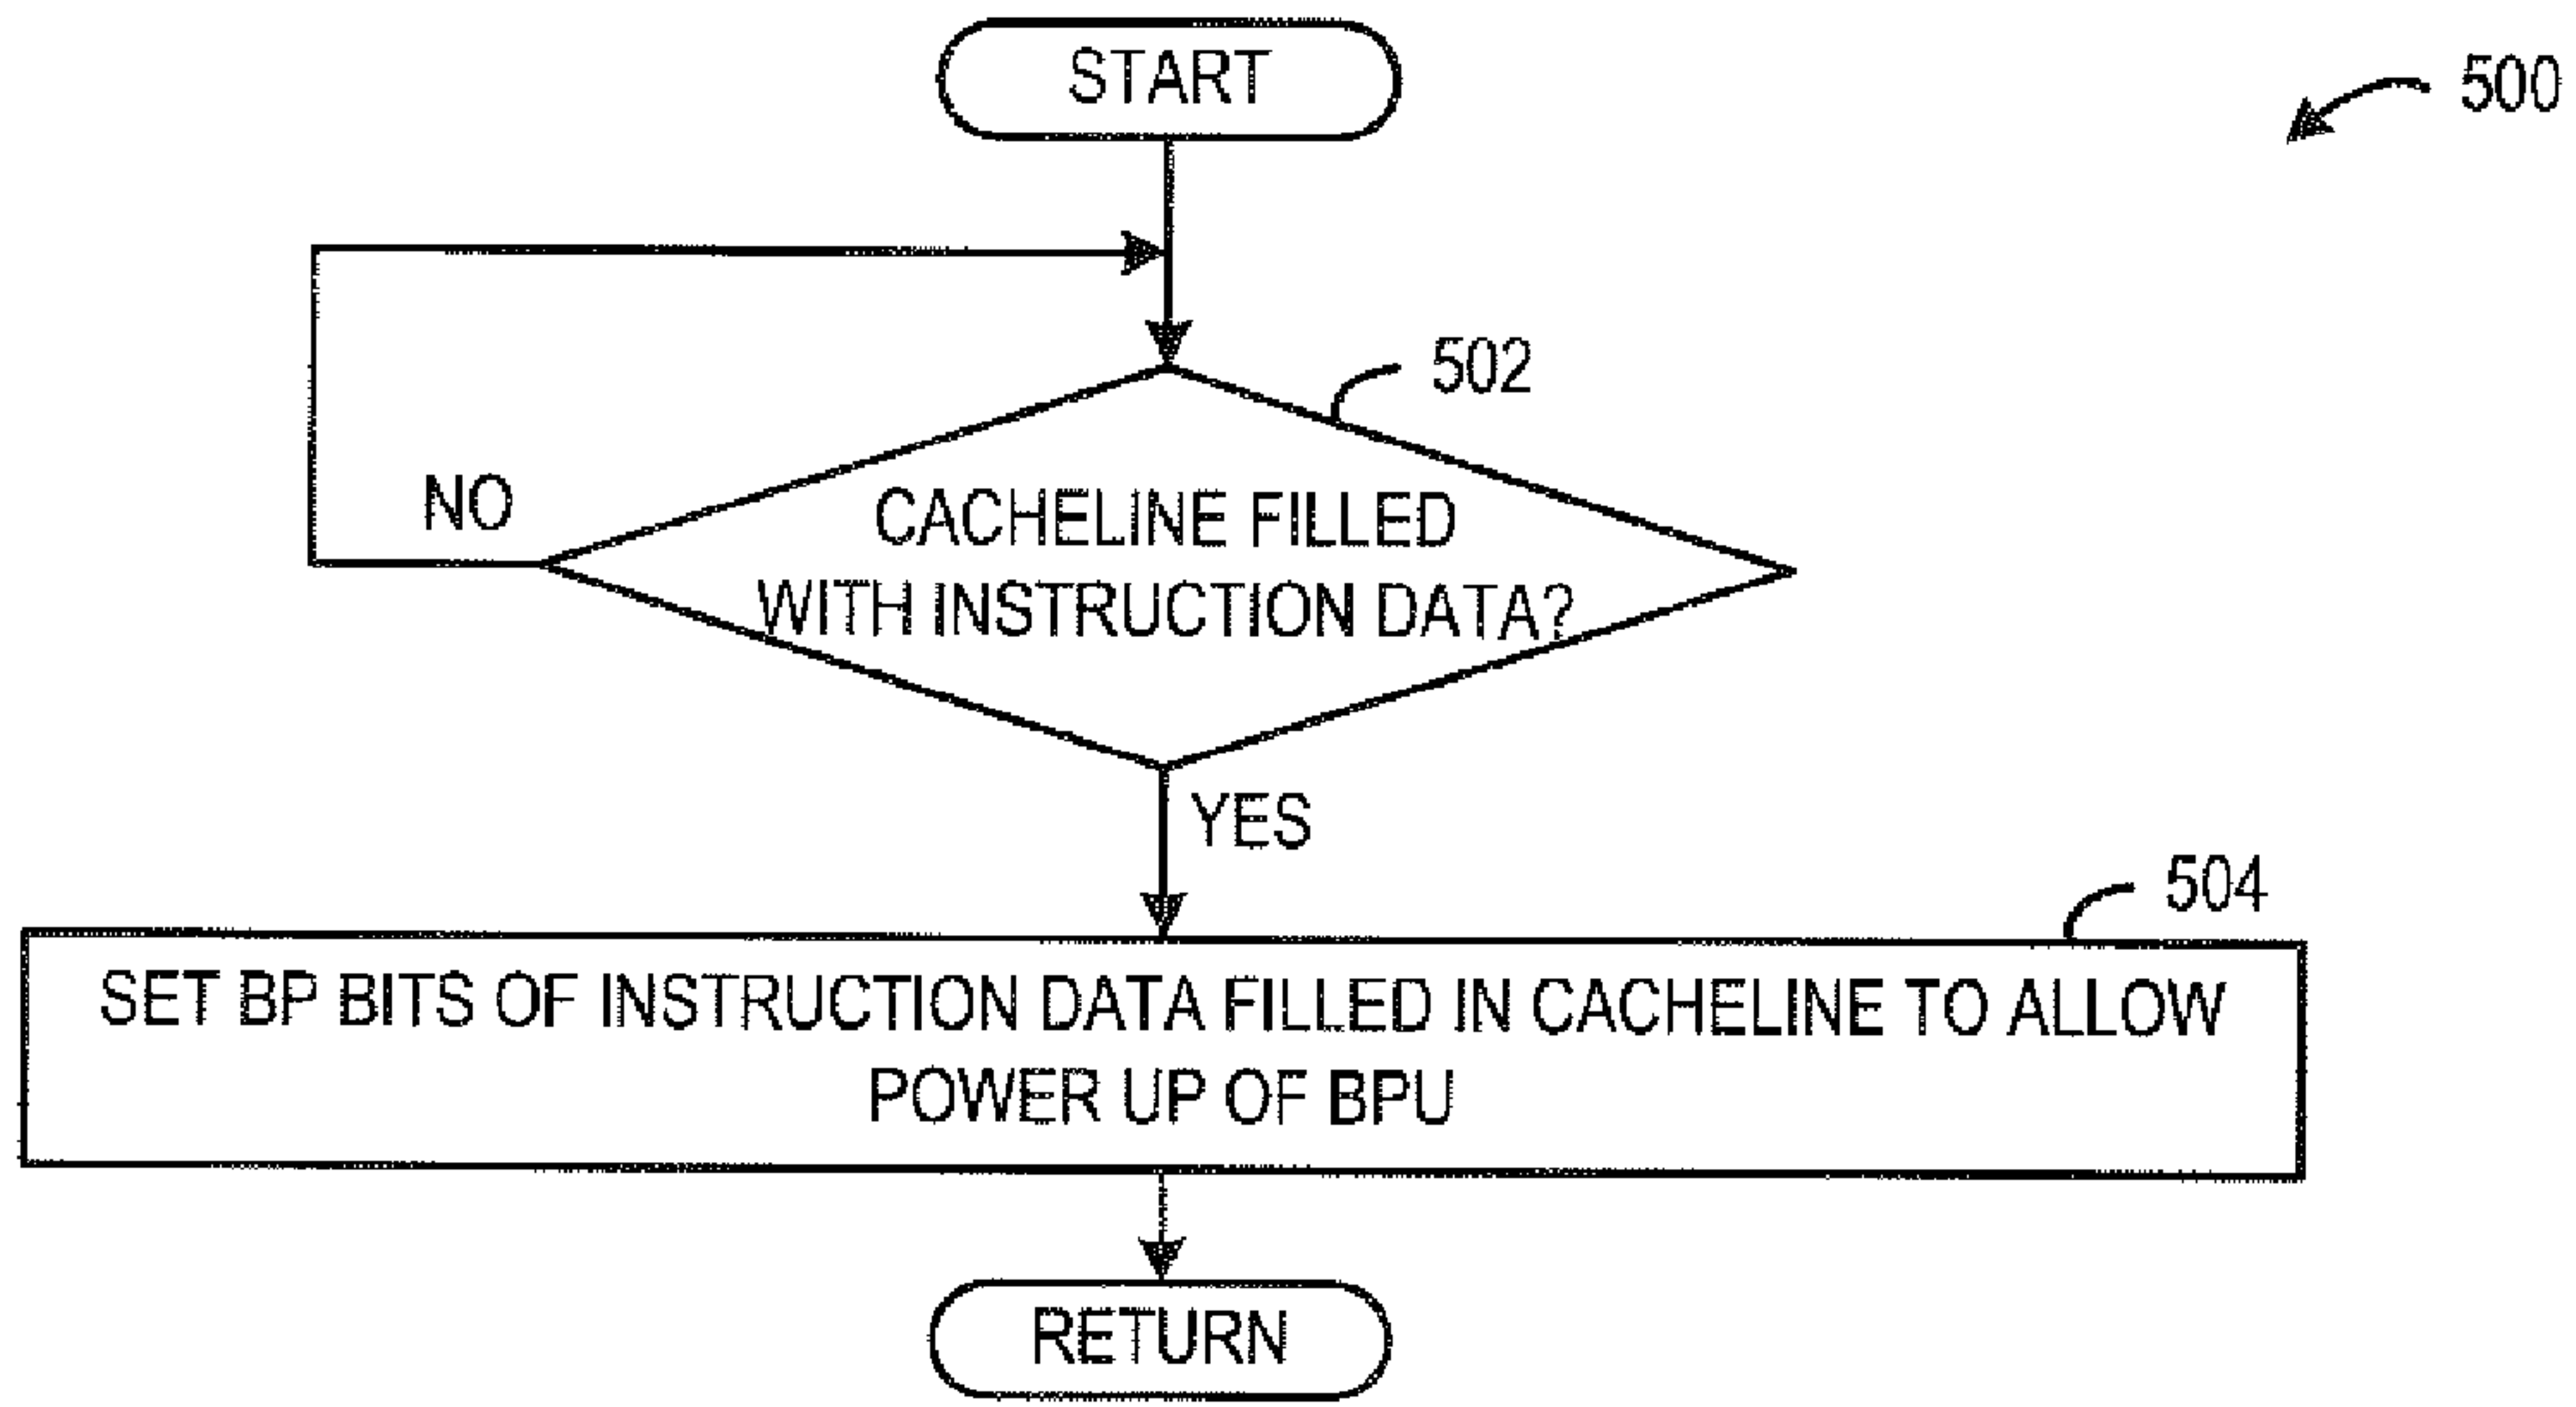 START
500
502
NO
CACHELINE FILLED
WITH INSTRUCTION DATA?
YES
504
SET BP BITS OF INSTRUCTION DATA FILLED IN CACHELINE TO ALLOW
POWER UP OF BPU
RETURN